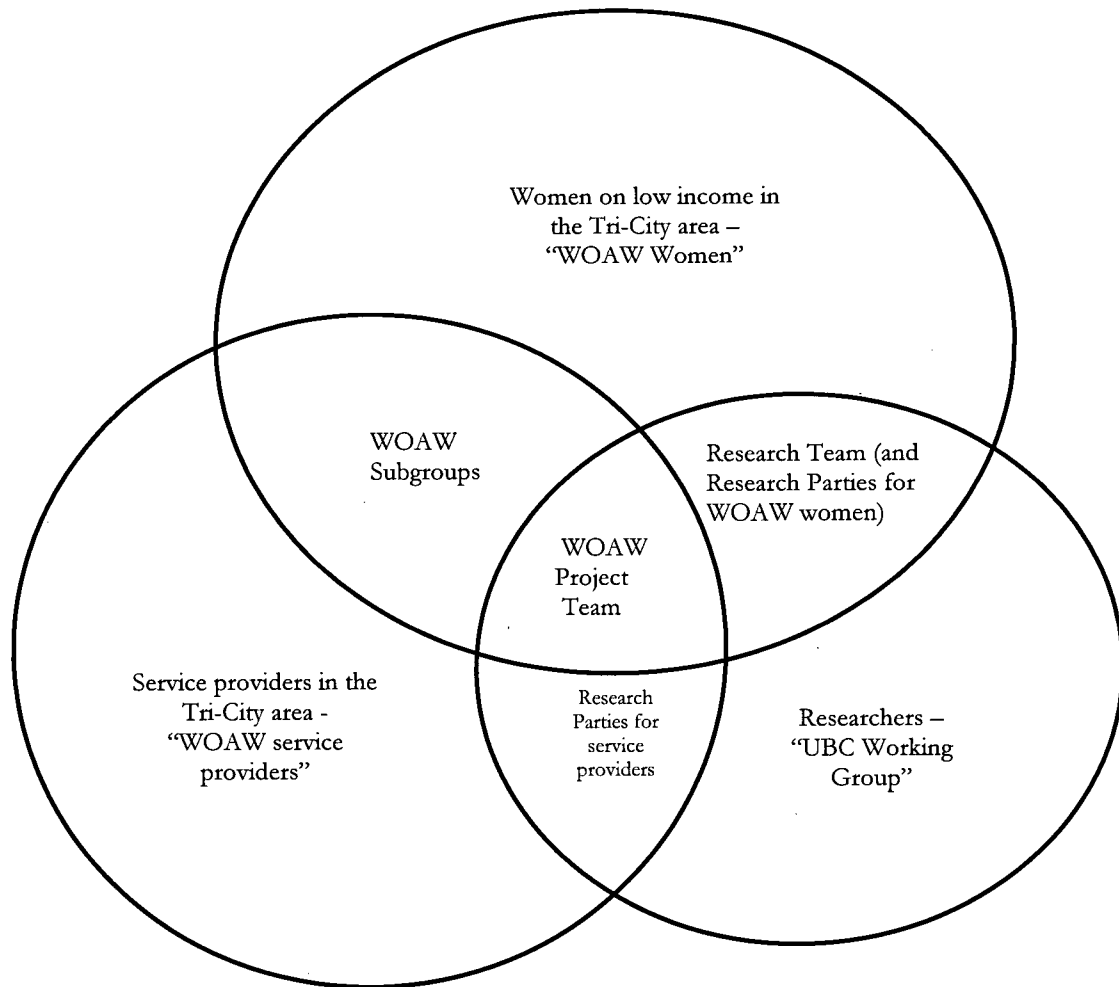 Women on low income in
the Tri-City area –
“WOAW Women”
WOAW
Subgroups
Research Team (and
Research Parties for
WOAW women)
WOAW
Project
Team
Service providers in the
Tri-City area -
“WOAW service
providers”
Research
Parties for
service
providers
Researchers –
“UBC Working
Group”